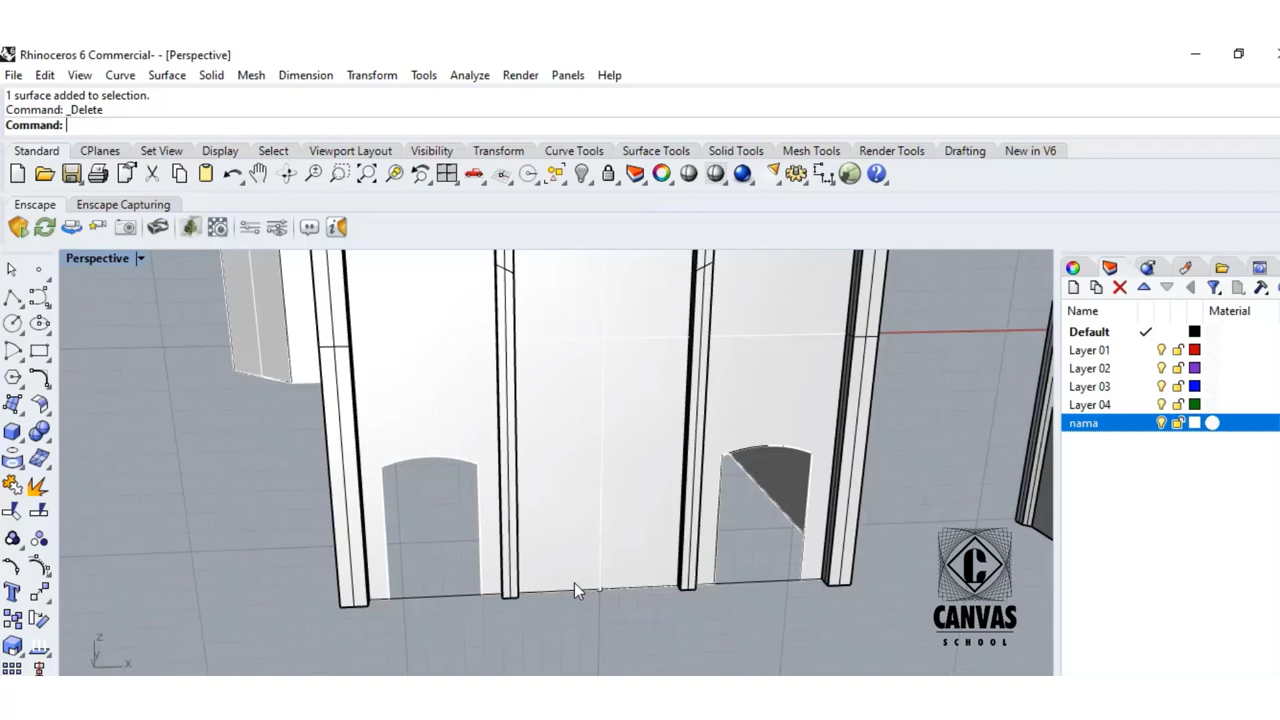 Rhinoceros 6 Commercial- - [Perspective]
File Edit View Curve Surface Solid Mesh Dimension Transform Tools Analyze Render Panels Help
1 surface added to selection.
Command: _Delete
Command:
Standard CPlanes Set View Display Select Viewport Layout Visibility Transform Curve Tools Surface Tools Solid Tools Mesh Tools Render Tools Drafting New in V6
Enscape Enscape Capturing
Perspective
Name Material
Default
Layer 01
Layer 02
Layer 03
Layer 04
nama
C
CANVAS
SCHOOL
z
y
x